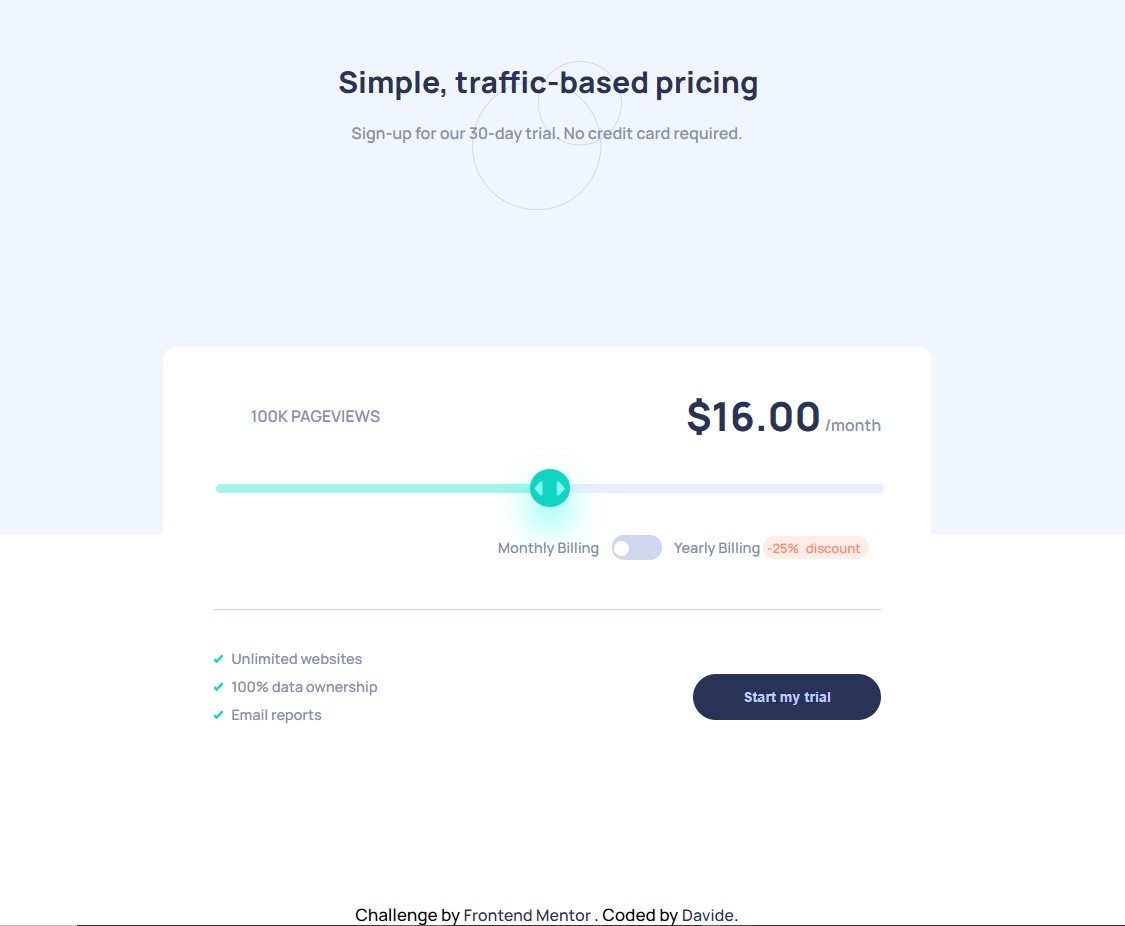 Simple, traffic-based pricing
Sign-up for our 30-day trial. No credit card required.
100K PAGEVIEWS
$16.00 /month
Monthly Billing Yearly Billing -25% discount
Unlimited websites
100% data ownership
Email reports
Start my trial
Challenge by Frontend Mentor . Coded by Davide.